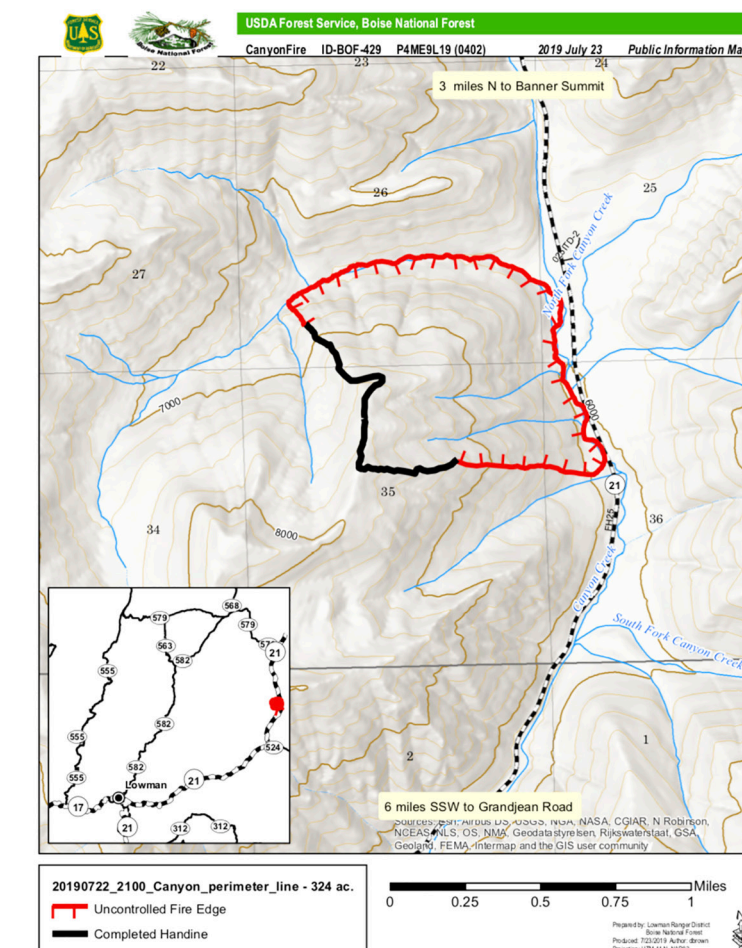 USDA Forest Service, Boise National Forest
Boise National Forest
CanyonFire ID-BOF-429 P4ME9L19 (0402) 2019 July 23 Public Information Ma
22
23
24
3 miles N to Banner Summit
26
25
27
North Fork Canyon Creek
7000
6000
21
35
36
34
8000
FH25
Canyon Creek
South Fork Canyon Creek
568
579
579
563
582
21
555
582
555
524
582
555
21
Lowman
17
21
312
312
2
1
6 miles SSW to Grandjean Road
Sources: Esri, Airbus DS, USGS, NGA, NASA, CGIAR, N Robinson,
NCEAS, NLS, OS, NMA, Geodatastyrelsen, Rijkswaterstaat, GSA,
Geoland, FEMA, Intermap and the GIS user community
20190722_2100_Canyon_perimeter_line - 324 ac.
Uncontrolled Fire Edge
Completed Handine
Miles
0 0.25 0.5 0.75 1
Prepared by: Lowman Ranger District
Boise National Forest
Produced: 7/23/2019 Author: dbrown